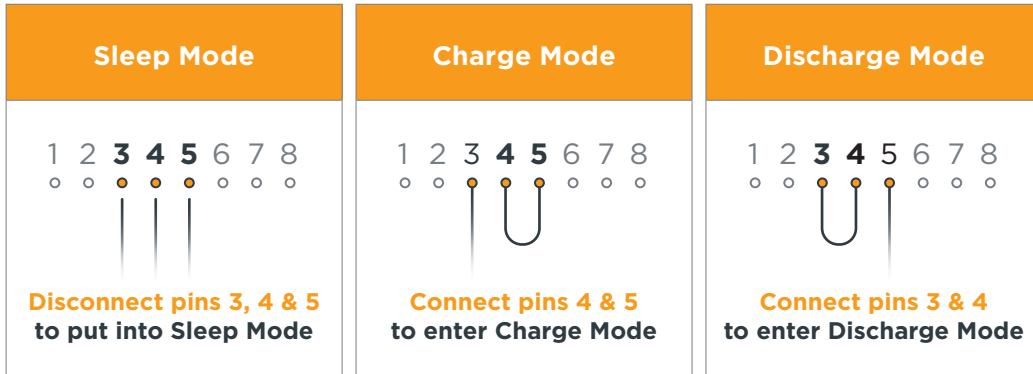 Sleep Mode
1 2 3 4 5 6 7 8
Disconnect pins 3, 4 & 5
to put into Sleep Mode
Charge Mode
1 2 3 4 5 6 7 8
Connect pins 4 & 5
to enter Charge Mode
Discharge Mode
1 2 3 4 5 6 7 8
Connect pins 3 & 4
to enter Discharge Mode